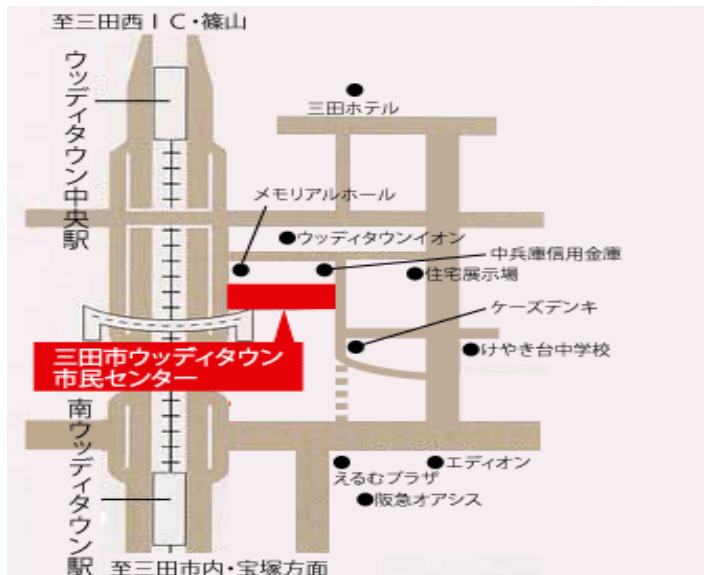 至三田西IC・篠山
ウッディタウン中央駅
三田ホテル
メモリアルホール
ウッディタウンイオン
中兵庫信用金庫
住宅展示場
ケーズデンキ
三田市ウッディタウン
市民センター
けやき台中学校
南ウッディタウン駅
えるむプラザ
エディオン
阪急オアシス
至三田市内・宝塚方面